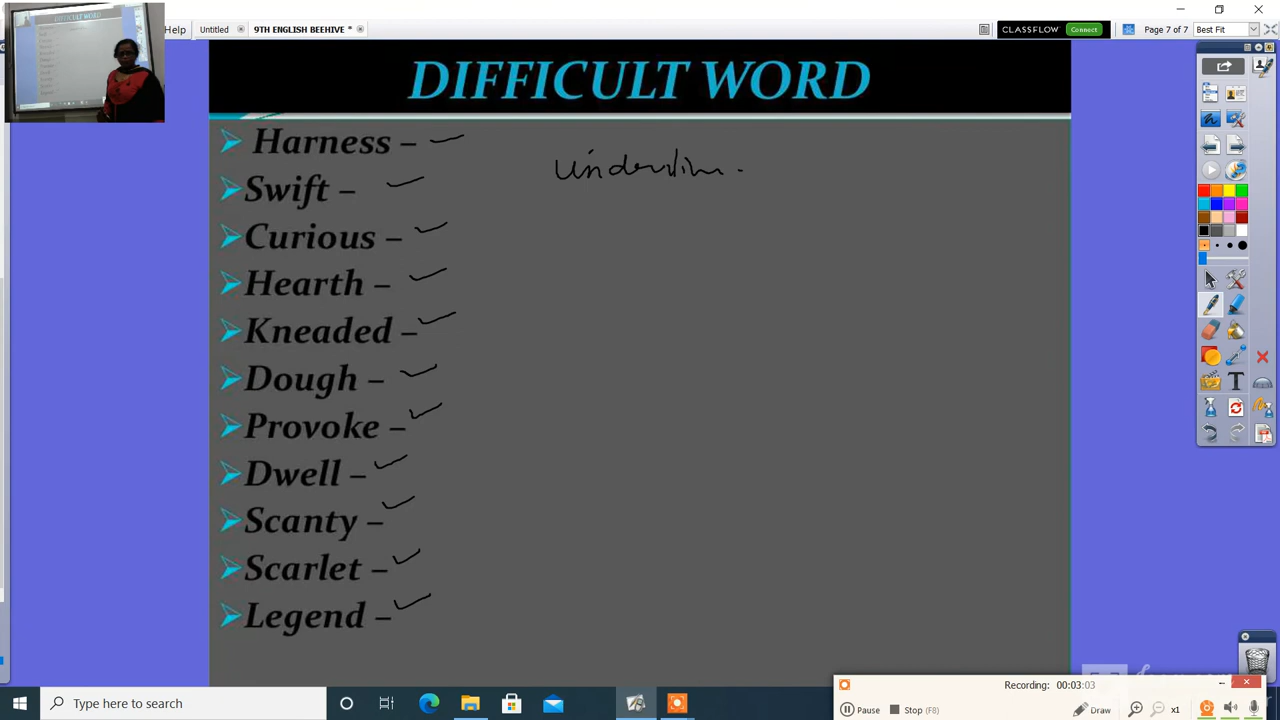 Help
Untitled
9TH ENGLISH BEEHIVE *
CLASSFLOW Connect
Page 7 of 7
Best Fit
DIFFICULT WORD
Harness –
Underline.
Swift –
Curious –
Hearth –
Kneaded –
Dough –
Provoke –
Dwell –
Scanty –
Scarlet –
Legend –
Recording: 00:03:03
Type here to search
Pause
Stop (F8)
Draw
x1